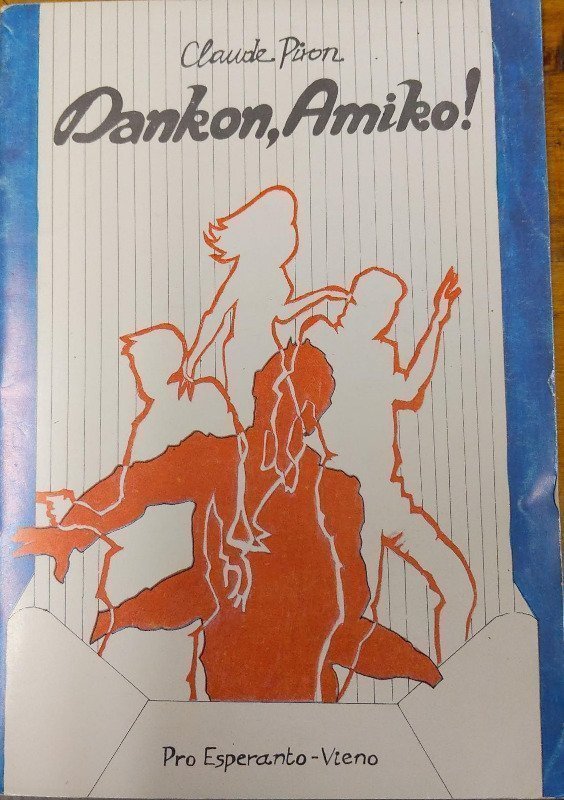 Claude Piron
Dankon, Amiko!
Pro Esperanto-Vieno